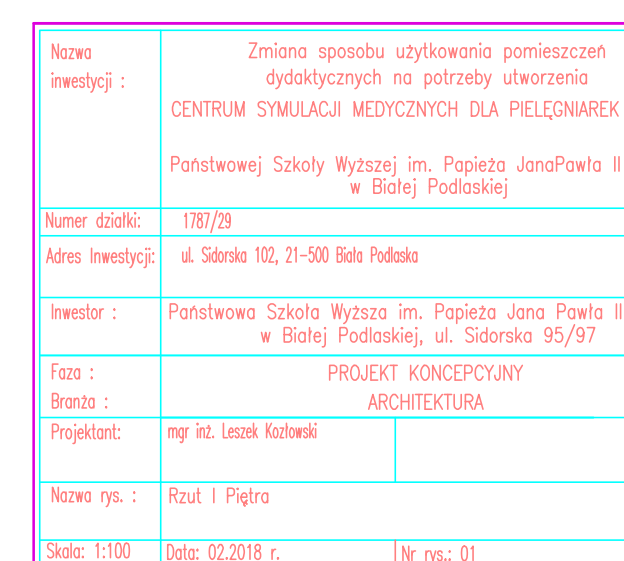 Nazwa
inwestycji :
Zmiana sposobu użytkowania pomieszczeń
dydaktycznych na potrzeby utworzenia
CENTRUM SYMULACJI MEDYCZNYCH DLA PIELĘGNIAREK
Państwowej Szkoły Wyższej im. Papieża JanaPawła II
w Białej Podlaskiej
Numer działki: 1787/29
Adres Inwestycji: ul. Sidorska 102, 21-500 Biała Podlaska
Inwestor : Państwowa Szkoła Wyższa im. Papieża Jana Pawła II
w Białej Podlaskiej, ul. Sidorska 95/97
Faza : PROJEKT KONCEPCYJNY
Branża : ARCHITEKTURA
Projektant: mgr inż. Leszek Kozłowski
Nazwa rys. : Rzut I Piętra
Skala: 1:100 Data: 02.2018 r. Nr rys.: 01